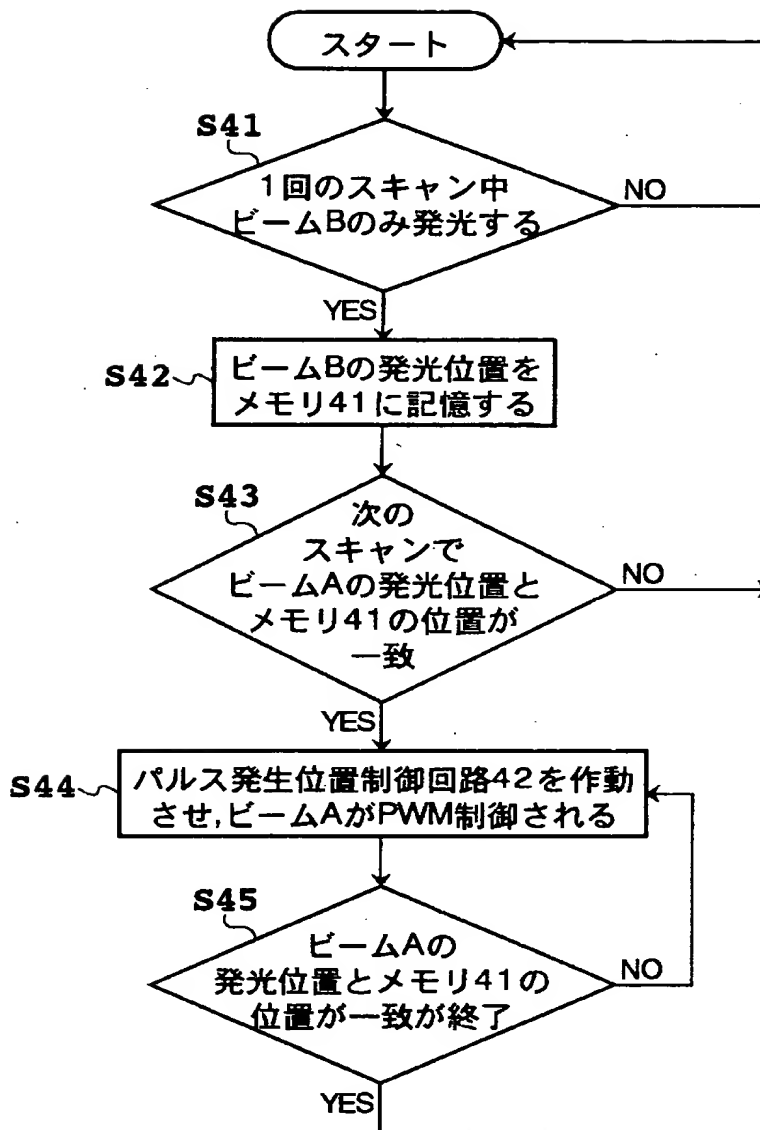 スタート
S41
1回のスキャン中
ビームBのみ発光する
NO
YES
S42
ビームBの発光位置を
メモリ41に記憶する
S43
次の
スキャンで
ビームAの発光位置と
メモリ41の位置が
一致
NO
YES
S44
パルス発生位置制御回路42を作動
させ,ビームAがPWM制御される
S45
ビームAの
発光位置とメモリ41の
位置が一致が終了
NO
YES